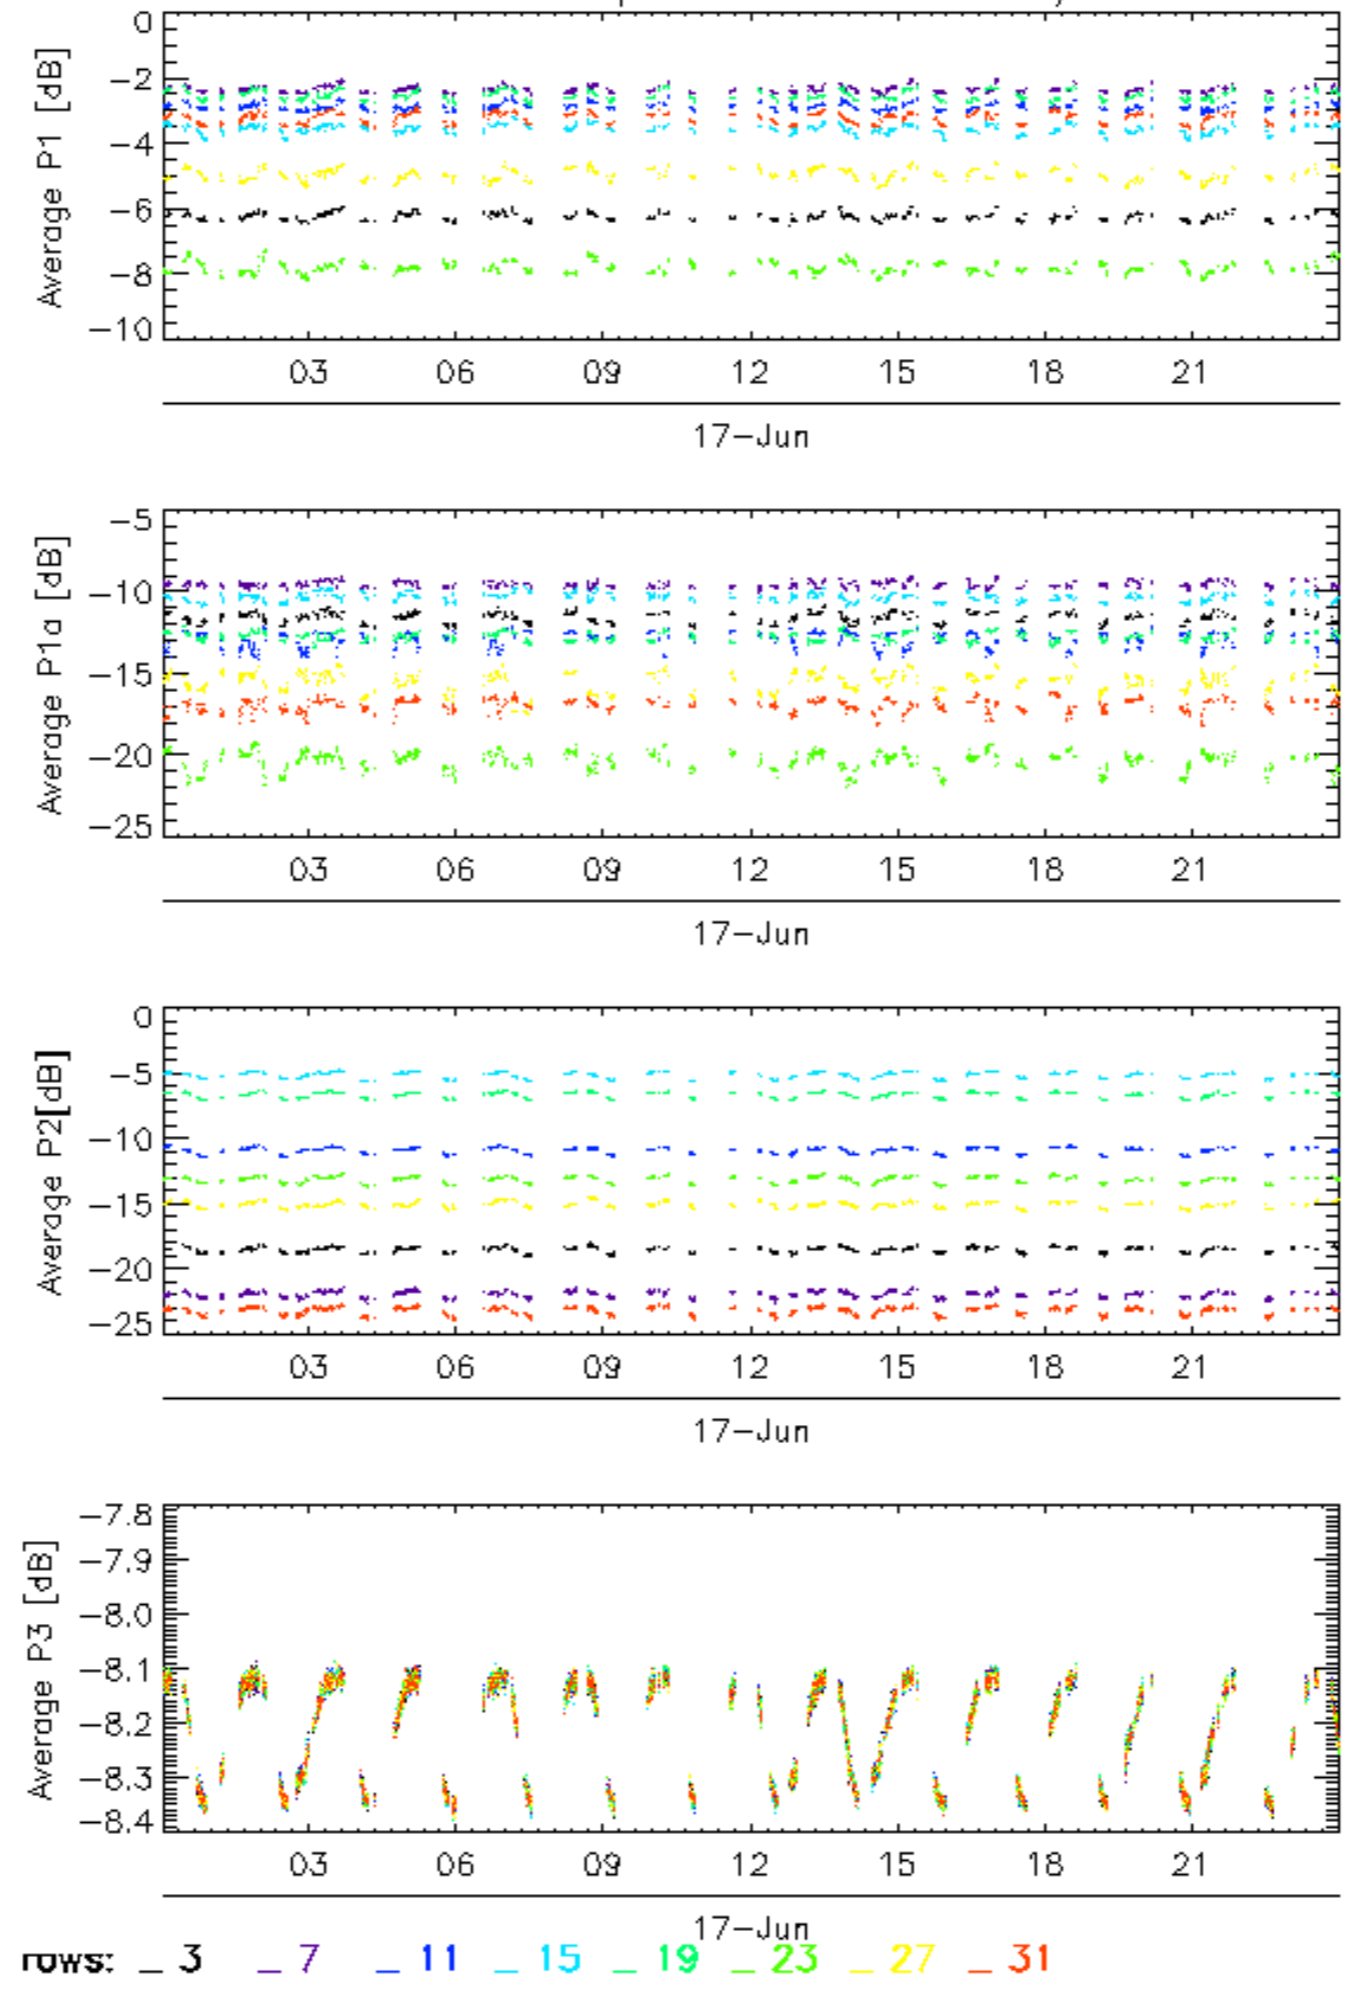 0
−2
−4
−6
−8
−10
Average P1 [dB]
03 06 09 12 15 18 21
17−Jun
−5
−10
−15
−20
−25
Average P1a [dB]
03 06 09 12 15 18 21
17−Jun
0
−5
−10
−15
−20
−25
Average P2[dB]
03 06 09 12 15 18 21
17−Jun
−7.8
−7.9
−8.0
−8.1
−8.2
−8.3
−8.4
Average P3 [dB]
03 06 09 12 15 18 21
17−Jun
rows: _ 3 _ 7 _ 11 _ 15 _ 19 _ 23 _ 27 _ 31